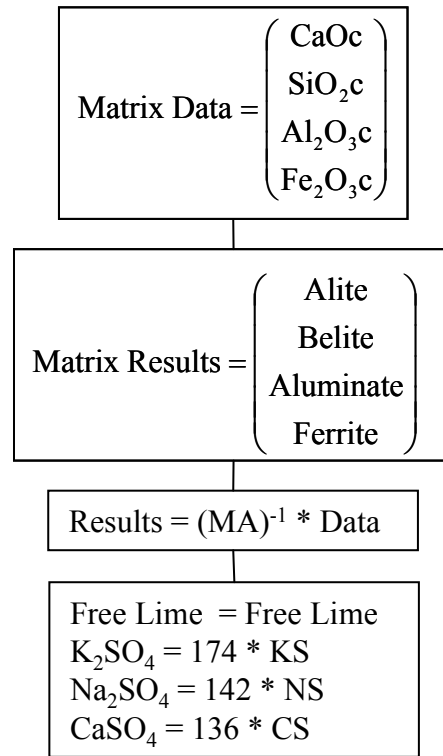 Matrix Data =
CaOc
SiO₂c
Al₂O₃c
Fe₂O₃c
Matrix Results =
Alite
Belite
Aluminate
Ferrite
Results = (MA)⁻¹ * Data
Free Lime = Free Lime
K₂SO₄ = 174 * KS
Na₂SO₄ = 142 * NS
CaSO₄ = 136 * CS